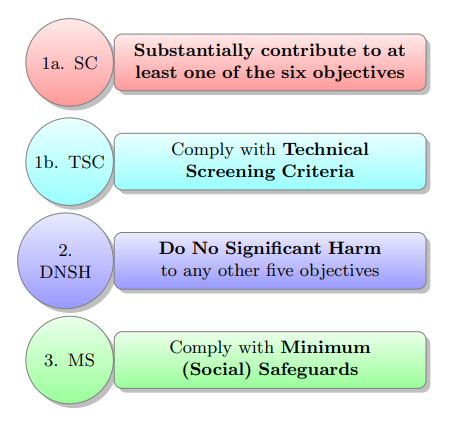 1a. SC
Substantially contribute to at
least one of the six objectives
1b. TSC
Comply with Technical
Screening Criteria
2.
DNSH
Do No Significant Harm
to any other five objectives
3. MS
Comply with Minimum
(Social) Safeguards